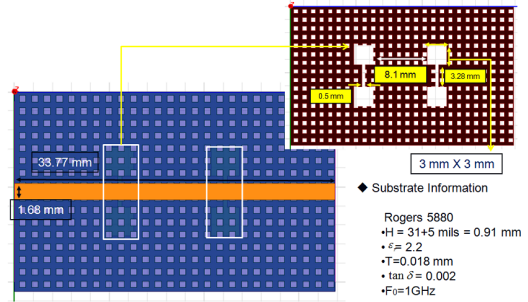 8.1 mm
3.28 mm
0.5 mm
33.77 mm
3 mm X 3 mm
1.68 mm
◆ Substrate Information
Rogers 5880
•H = 31+5 mils = 0.91 mm
•εᵣ= 2.2
•T=0.018 mm
•tan δ = 0.002
•F₀=1GHz